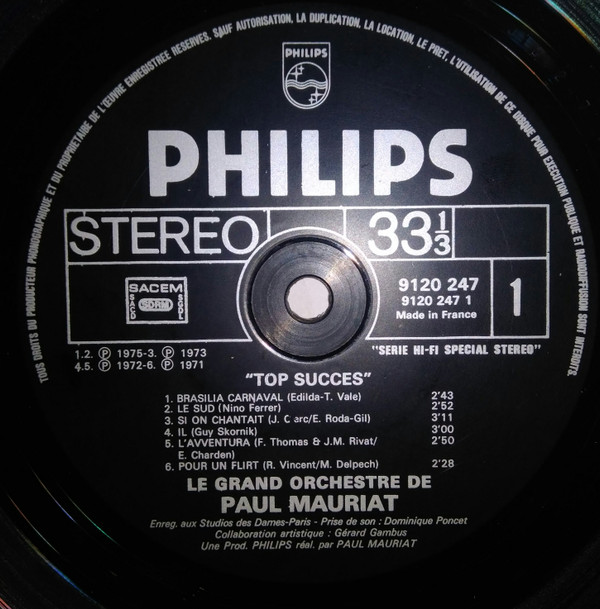 TOUS DROITS DU PRODUCTEUR PHONOGRAPHIQUE ET DU PROPRIETAIRE DE L'ŒUVRE ENREGISTREE RESERVES. SAUF AUTORISATION, LA DUPLICATION, LA LOCATION, LE PRET, L'UTILISATION DE CE DISQUE POUR EXECUTION PUBLIQUE ET RADIODIFFUSION SONT INTERDITS.
PHILIPS
PHILIPS
STEREO 33 1/3
SACEM
SACD SDRM SGDL
9120 247
9120 247 1
Made in France
1
1.2. Ⓟ 1975-3. Ⓟ 1973
4.5. Ⓟ 1972-6. Ⓟ 1971
"SERIE HI-FI SPECIAL STEREO"
"TOP SUCCES"
1. BRASILIA CARNAVAL (Edilda-T. Vale) 2'43
2. LE SUD (Nino Ferrer) 2'52
3. SI ON CHANTAIT (J. C arc/E. Roda-Gil) 3'11
4. IL (Guy Skornik) 3'00
5. L'AVVENTURA (F. Thomas & J.M. Rivat/ 2'50
E. Charden)
6. POUR UN FLIRT (R. Vincent/M. Delpech) 2'28
LE GRAND ORCHESTRE DE
PAUL MAURIAT
Enreg. aux Studios des Dames-Paris - Prise de son : Dominique Poncet
Collaboration artistique : Gérard Gambus
Une Prod. PHILIPS réal. par PAUL MAURIAT